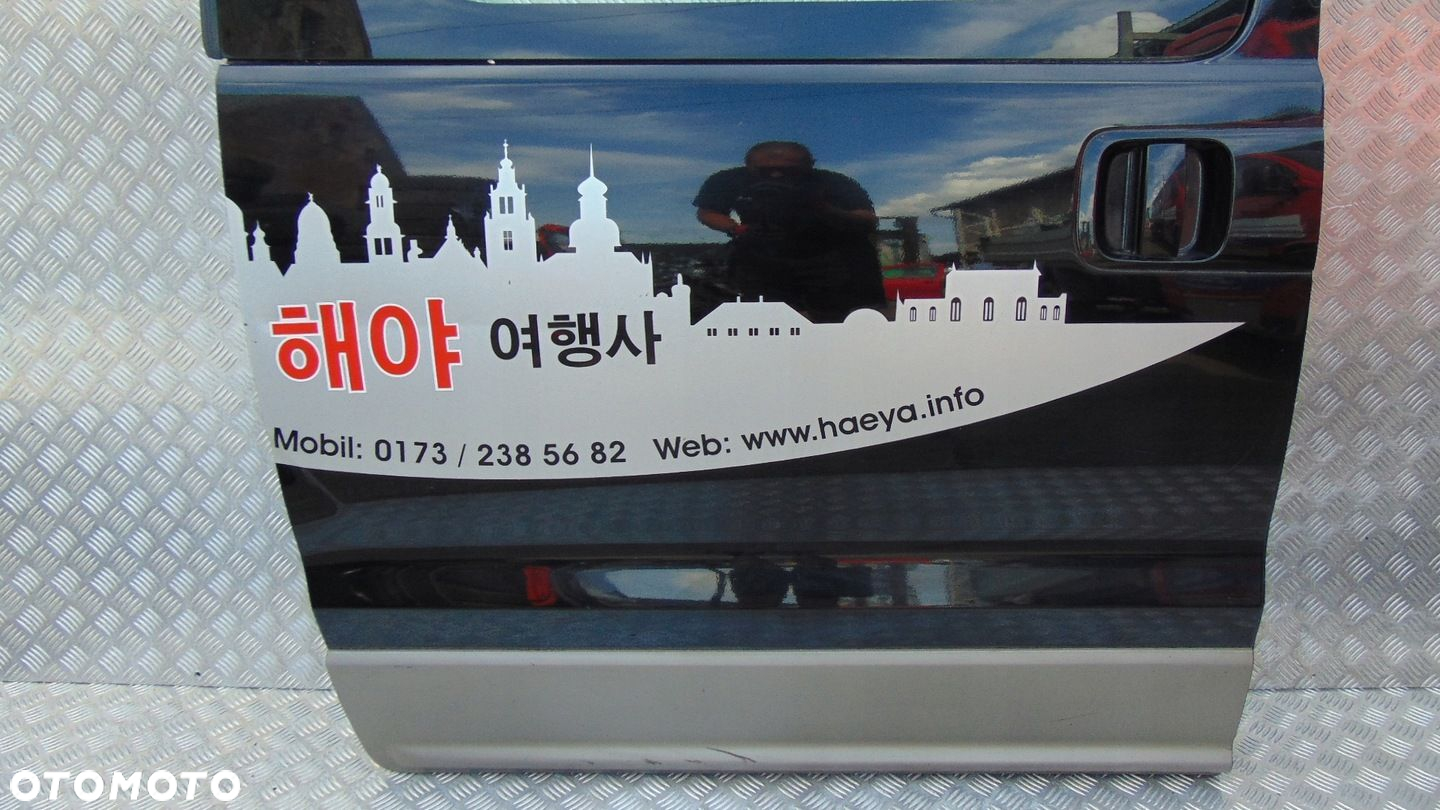 해야 여행사
Mobil: 0173 / 238 56 82 Web: www.haeya.info
OTOMOTO